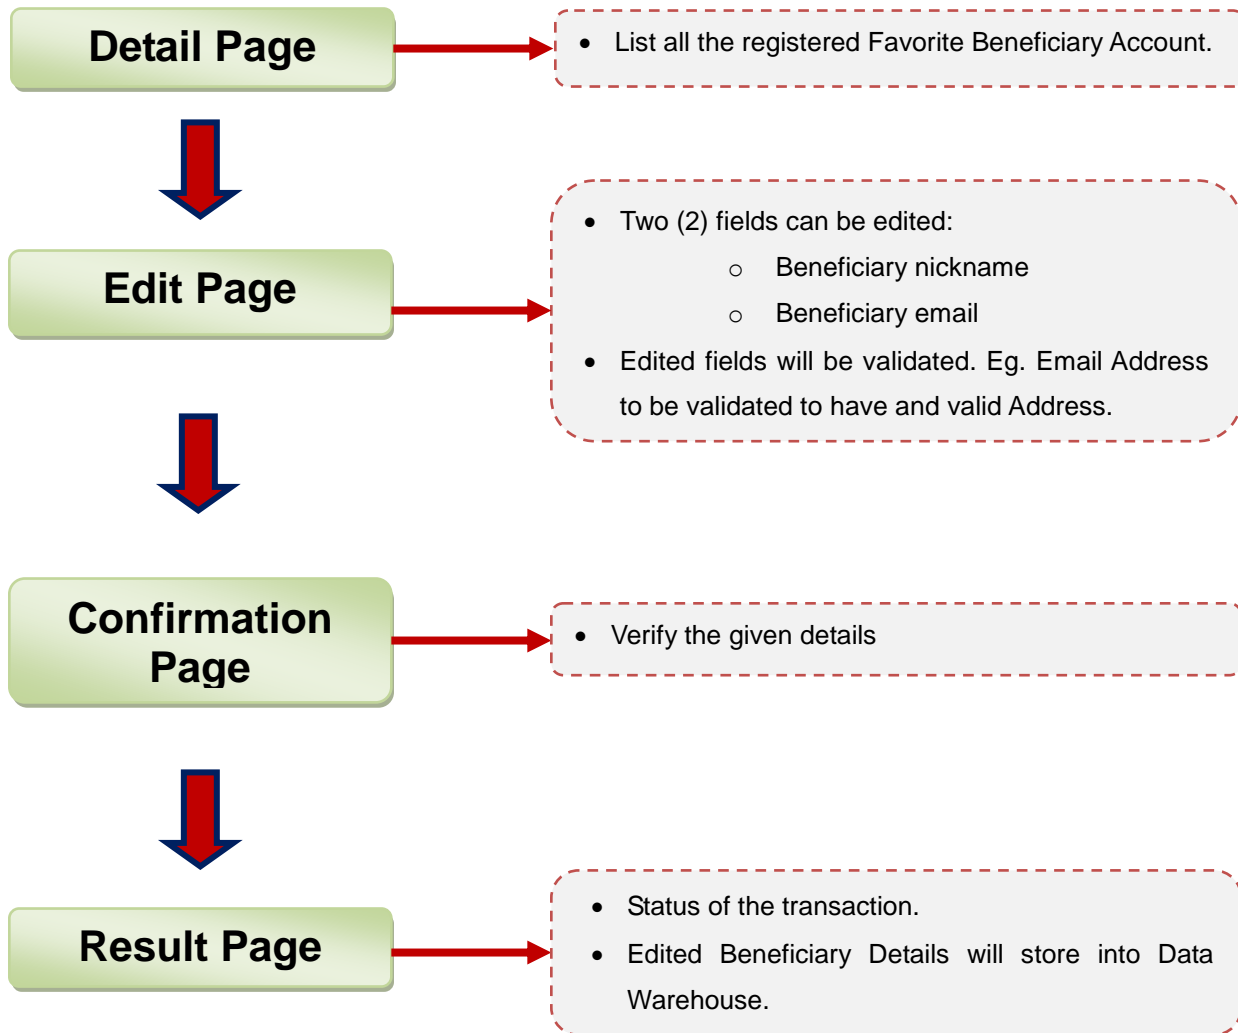 Detail Page
• List all the registered Favorite Beneficiary Account.
Edit Page
• Two (2) fields can be edited:
o Beneficiary nickname
o Beneficiary email
• Edited fields will be validated. Eg. Email Address
to be validated to have and valid Address.
Confirmation
Page
• Verify the given details
Result Page
• Status of the transaction.
• Edited Beneficiary Details will store into Data
Warehouse.